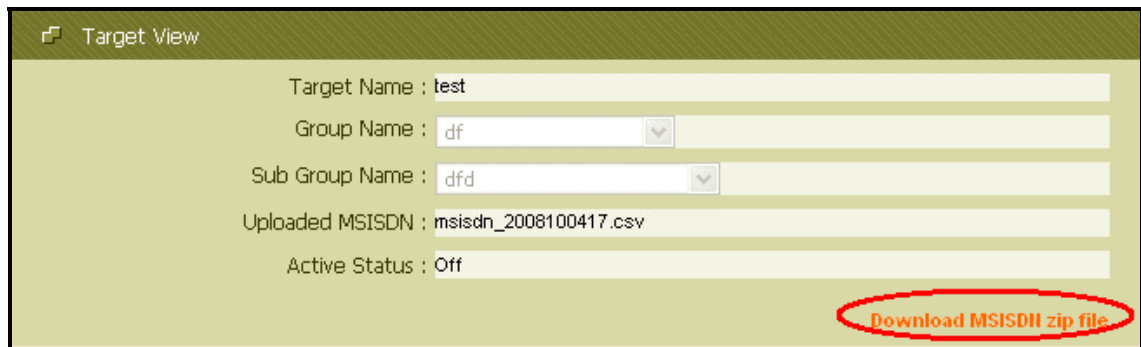 Target View
Target Name : test
Group Name : df
Sub Group Name : dfd
Uploaded MSISDN : msisdn_2008100417.csv
Active Status : Off
Download MSISDN zip file